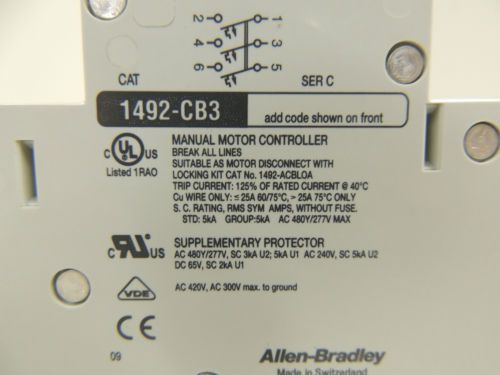 2 1
4 3
6 5
CAT SER C
1492-CB3 add code shown on front
MANUAL MOTOR CONTROLLER
BREAK ALL LINES
SUITABLE AS MOTOR DISCONNECT WITH
LOCKING KIT CAT No. 1492-ACBLOA
TRIP CURRENT: 125% OF RATED CURRENT @ 40°C
Cu WIRE ONLY: ≤ 25A 60/75°C, > 25A 75°C ONLY
S. C. RATING, RMS SYM AMPS, WITHOUT FUSE.
STD: 5kA GROUP:5kA AC 480Y/277V MAX
C UL US
Listed 1RAO
SUPPLEMENTARY PROTECTOR
AC 480Y/277V, SC 3kA U2; 5kA U1 AC 240V, SC 5kA U2
DC 65V, SC 2kA U1
C US
AC 420V, AC 300V max. to ground
VDE
CE
09
Allen-Bradley
Made in Switzerland